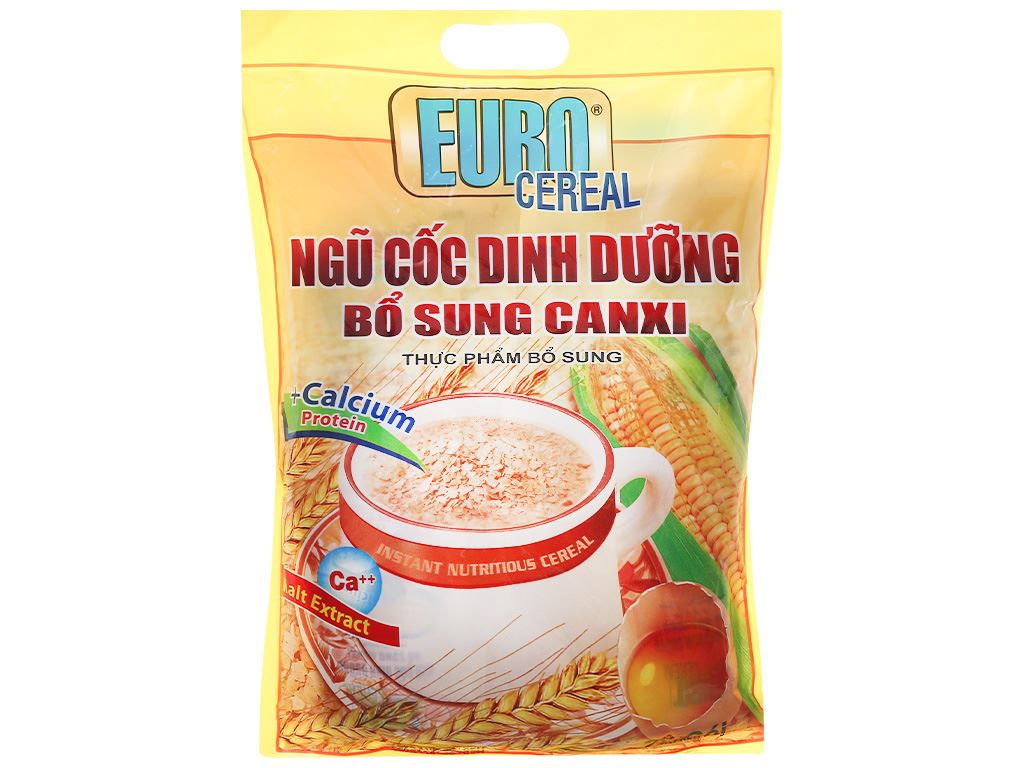 EURO®
CEREAL
NGŨ CỐC DINH DƯỠNG
BỔ SUNG CANXI
THỰC PHẨM BỔ SUNG
+Calcium
Protein
INSTANT NUTRITIOUS CEREAL
Ca++
Malt Extract